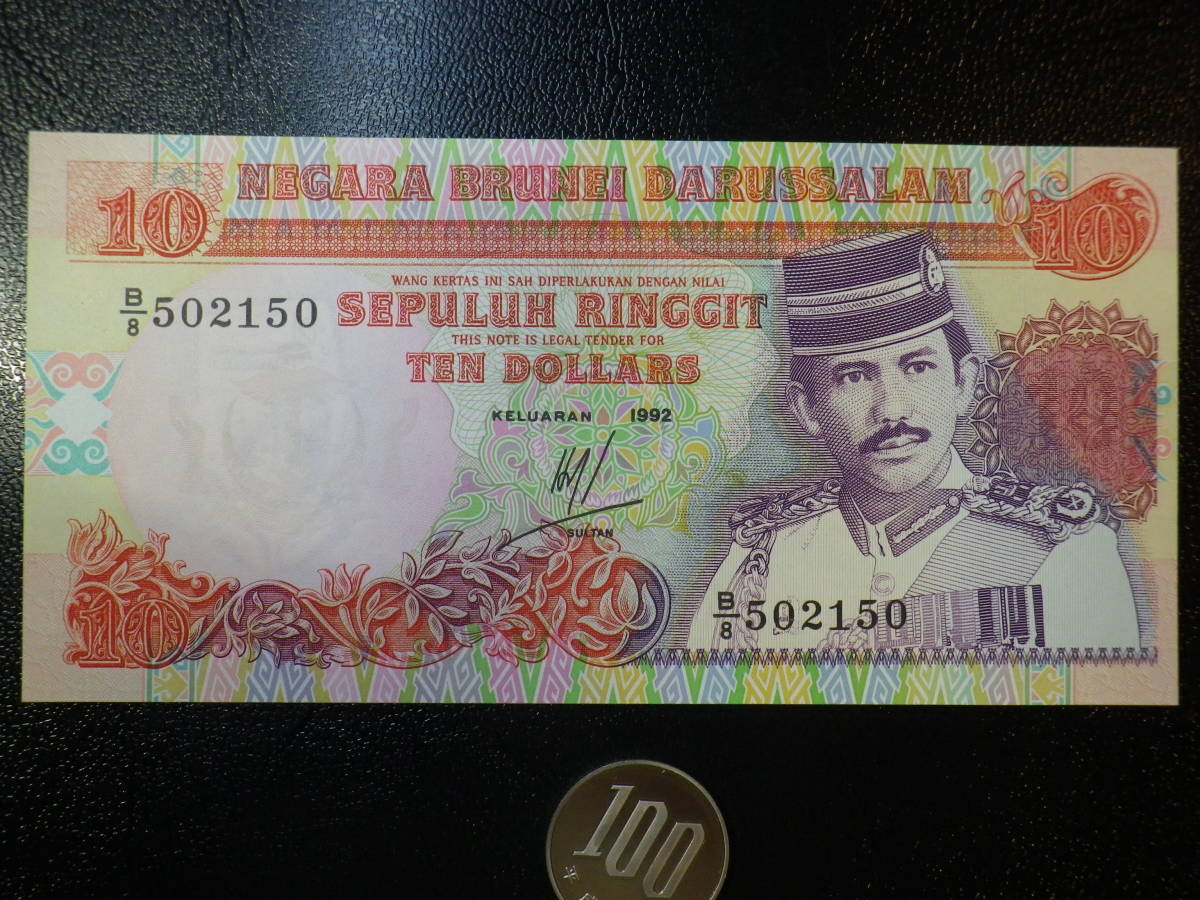 NEGARA BRUNEI DARUSSALAM
10
10
WANG KERTAS INI SAH DIPERLAKUKAN DENGAN NILAI
B/8 502150
SEPULUH RINGGIT
THIS NOTE IS LEGAL TENDER FOR
TEN DOLLARS
KELUARAN 1992
SULTAN
10
B/8 502150
100
平